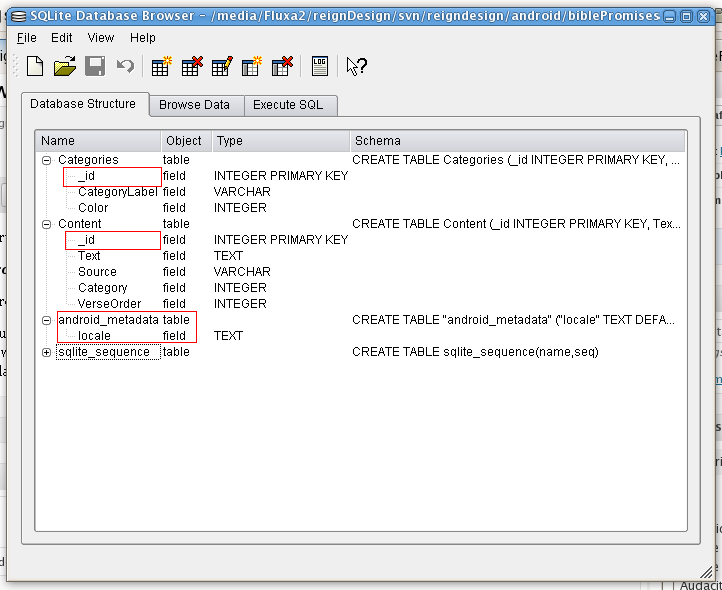 SQLite Database Browser - /media/Fluxa2/reignDesign/svn/reigndesign/android/biblePromises
File Edit View Help
LOG
Database Structure Browse Data Execute SQL
Name Object Type Schema
Categories table CREATE TABLE Categories (_id INTEGER PRIMARY KEY, ...
_id field INTEGER PRIMARY KEY
CategoryLabel field VARCHAR
Color field INTEGER
Content table CREATE TABLE Content (_id INTEGER PRIMARY KEY, Tex...
_id field INTEGER PRIMARY KEY
Text field TEXT
Source field VARCHAR
Category field INTEGER
VerseOrder field INTEGER
android_metadata table CREATE TABLE "android_metadata" ("locale" TEXT DEFA...
locale field TEXT
sqlite_sequence table CREATE TABLE sqlite_sequence(name,seq)
Audacit